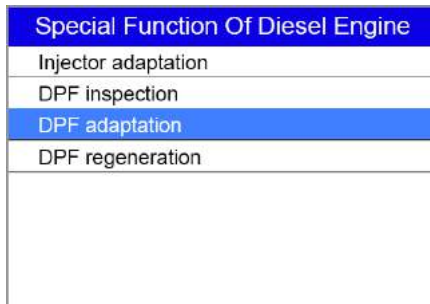 Special Function Of Diesel Engine
Injector adaptation
DPF inspection
DPF adaptation
DPF regeneration